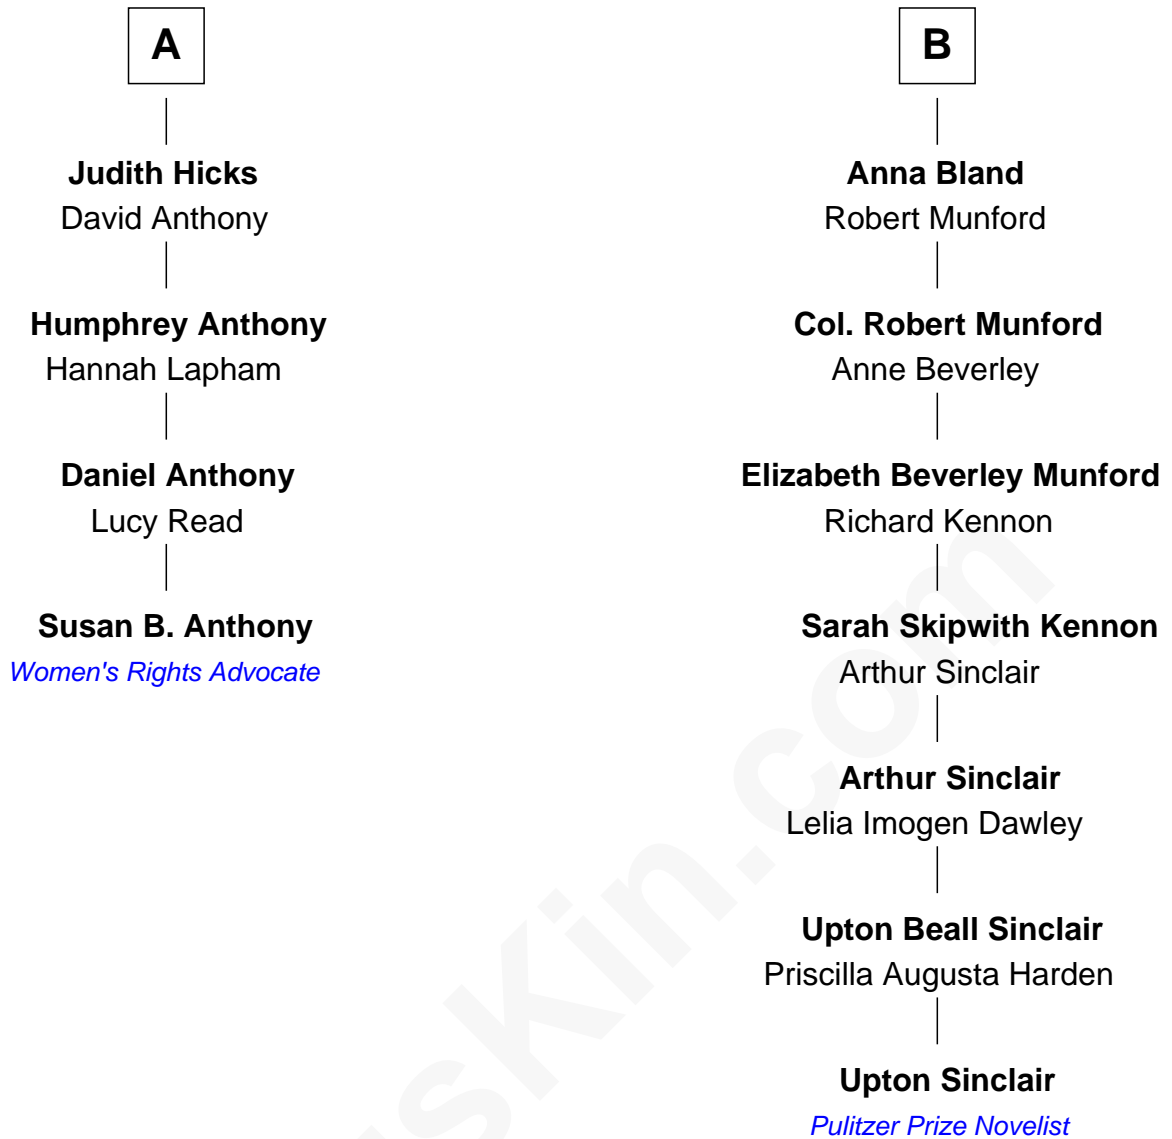 A
Judith Hicks
David Anthony
Humphrey Anthony
Hannah Lapham
Daniel Anthony
Lucy Read
Susan B. Anthony
Women's Rights Advocate
B
Anna Bland
Robert Munford
Col. Robert Munford
Anne Beverley
Elizabeth Beverley Munford
Richard Kennon
Sarah Skipwith Kennon
Arthur Sinclair
Arthur Sinclair
Lelia Imogen Dawley
Upton Beall Sinclair
Priscilla Augusta Harden
Upton Sinclair
Pulitzer Prize Novelist
sKin.com